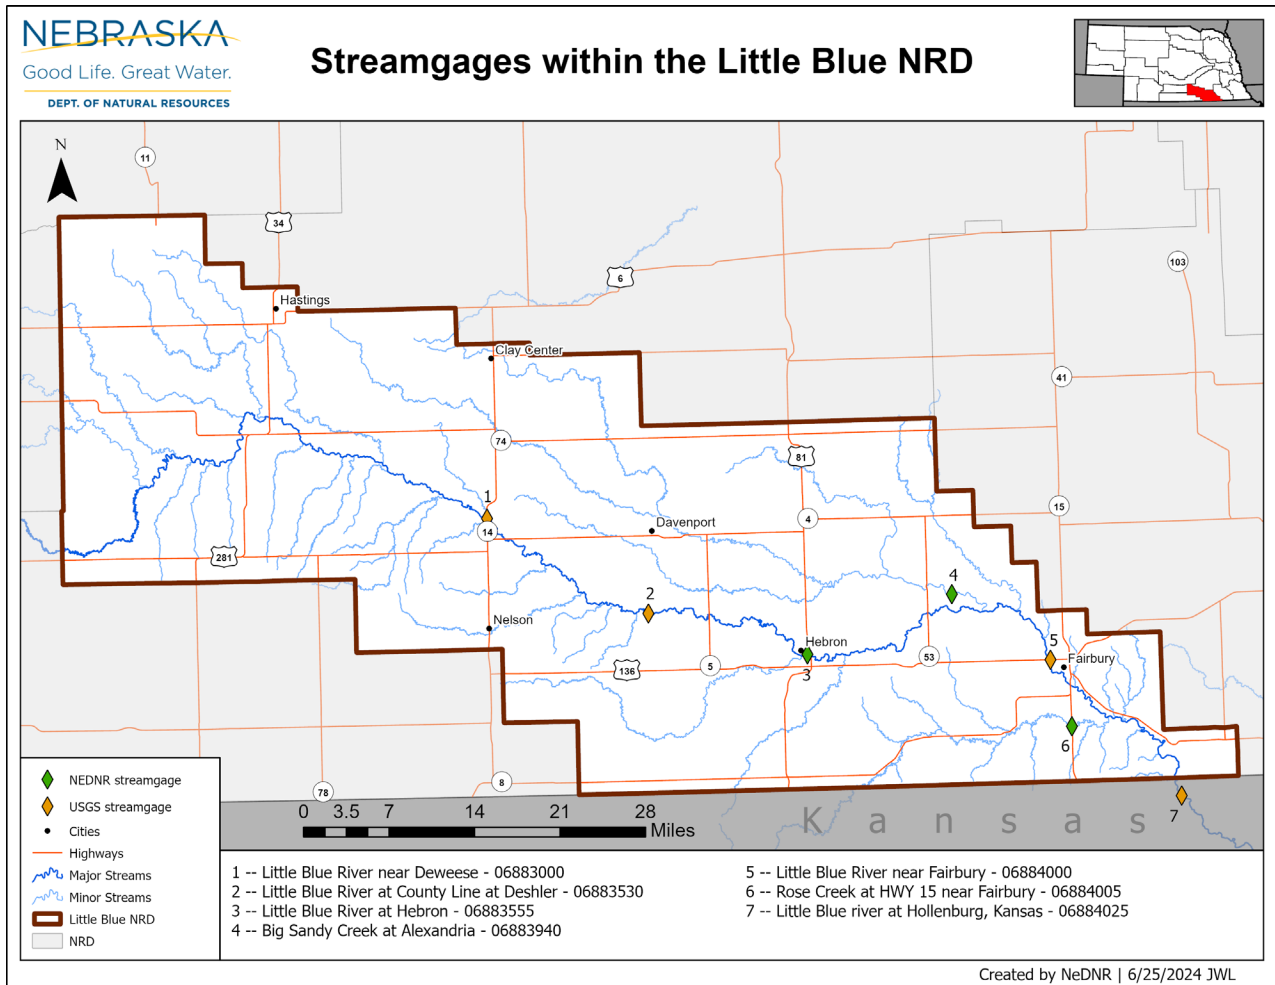 NEBRASKA
Good Life. Great Water.
DEPT. OF NATURAL RESOURCES
Streamgages within the Little Blue NRD
N
11
34
6
103
Hastings
Clay Center
41
74
81
1
14
Davenport
4
15
281
4
2
Nelson
Hebron
5
Fairbury
136
5
3
53
6
8
78
7
Kansas
0 3.5 7 14 21 28
Miles
NEDNR streamgage
USGS streamgage
Cities
Highways
Major Streams
Minor Streams
Little Blue NRD
NRD
1 -- Little Blue River near Deweese - 06883000
2 -- Little Blue River at County Line at Deshler - 06883530
3 -- Little Blue River at Hebron - 06883555
4 -- Big Sandy Creek at Alexandria - 06883940
5 -- Little Blue River near Fairbury - 06884000
6 -- Rose Creek at HWY 15 near Fairbury - 06884005
7 -- Little Blue river at Hollenburg, Kansas - 06884025
Created by NeDNR | 6/25/2024 JWL